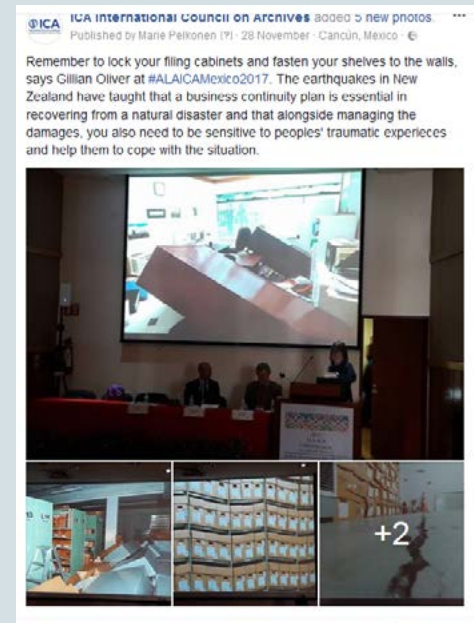 ICA International Council on Archives added 5 new photos.
ICA
Published by Marie Pelkonen [?] · 28 November · Cancún, Mexico ·
Remember to lock your filing cabinets and fasten your shelves to the walls,
says Gillian Oliver at #ALAICAMexico2017. The earthquakes in New
Zealand have taught that a business continuity plan is essential in
recovering from a natural disaster and that alongside managing the
damages, you also need to be sensitive to peoples' traumatic experieces
and help them to cope with the situation.
+2